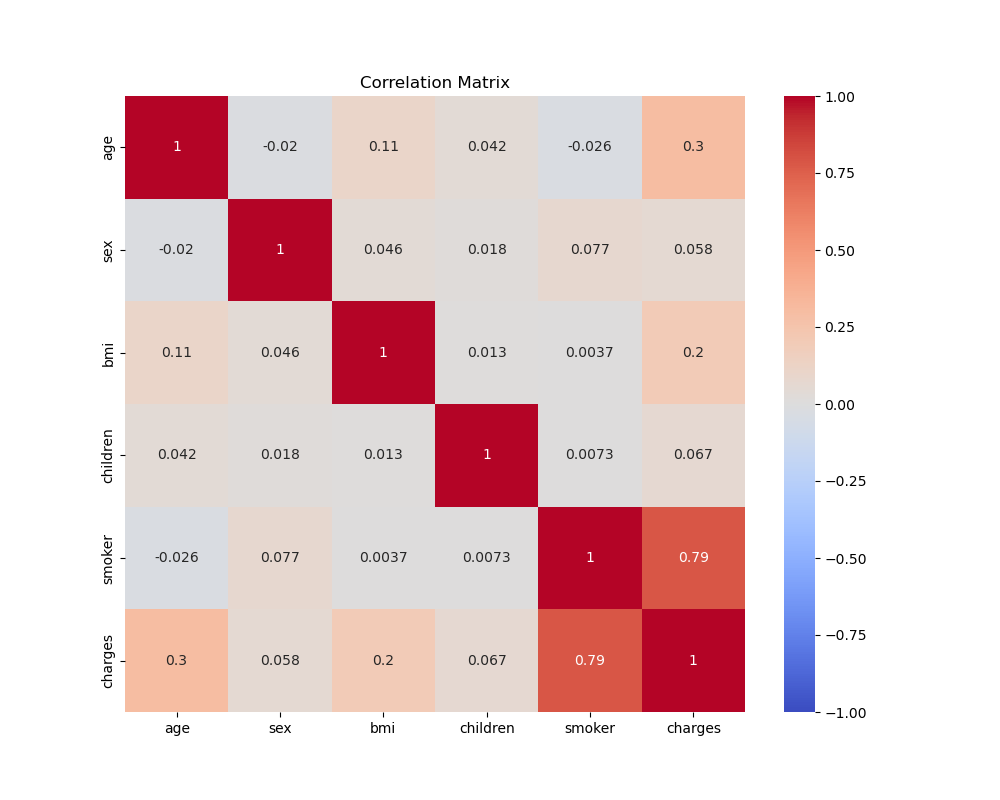 Correlation Matrix
age 1 -0.02 0.11 0.042 -0.026 0.3
sex -0.02 1 0.046 0.018 0.077 0.058
bmi 0.11 0.046 1 0.013 0.0037 0.2
children 0.042 0.018 0.013 1 0.0073 0.067
smoker -0.026 0.077 0.0037 0.0073 1 0.79
charges 0.3 0.058 0.2 0.067 0.79 1
age sex bmi children smoker charges
1.00
0.75
0.50
0.25
0.00
−0.25
−0.50
−0.75
−1.00